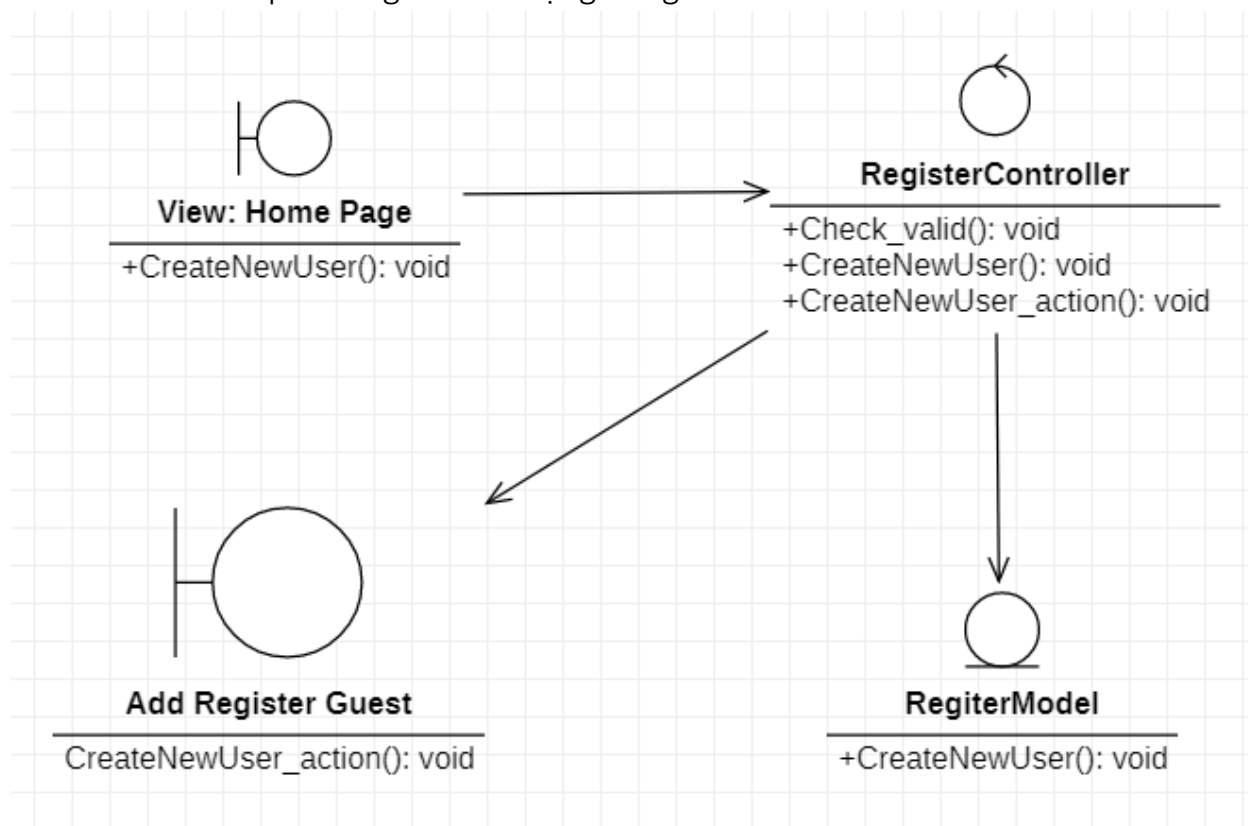 View: Home Page
+CreateNewUser(): void
RegisterController
+Check_valid(): void
+CreateNewUser(): void
+CreateNewUser_action(): void
Add Register Guest
CreateNewUser_action(): void
RegiterModel
+CreateNewUser(): void